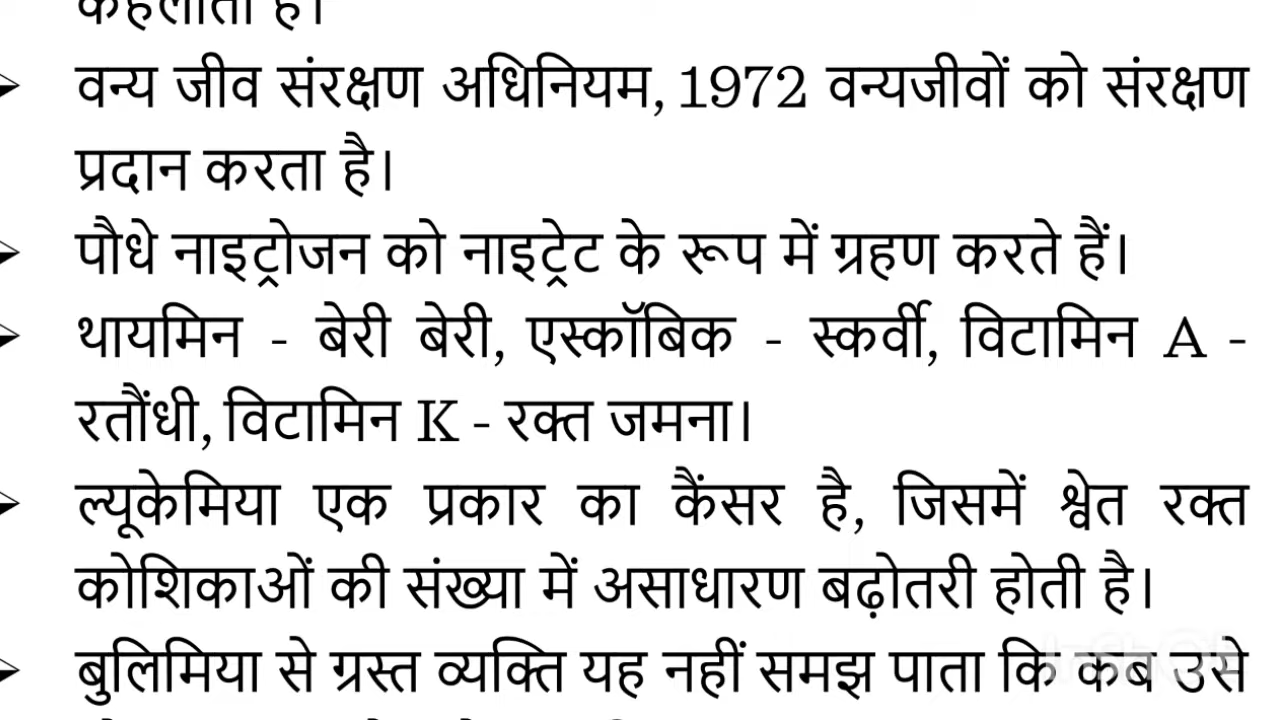 कहलाता है।
वन्य जीव संरक्षण अधिनियम, 1972 वन्यजीवों को संरक्षण
प्रदान करता है।
पौधे नाइट्रोजन को नाइट्रेट के रूप में ग्रहण करते हैं।
थायमिन - बेरी बेरी, एस्कॉबिक - स्कर्वी, विटामिन A -
रतौंधी, विटामिन K - रक्त जमना।
ल्यूकेमिया एक प्रकार का कैंसर है, जिसमें श्वेत रक्त
कोशिकाओं की संख्या में असाधारण बढ़ोतरी होती है।
बुलिमिया से ग्रस्त व्यक्ति यह नहीं समझ पाता कि कब उसे
InShOt